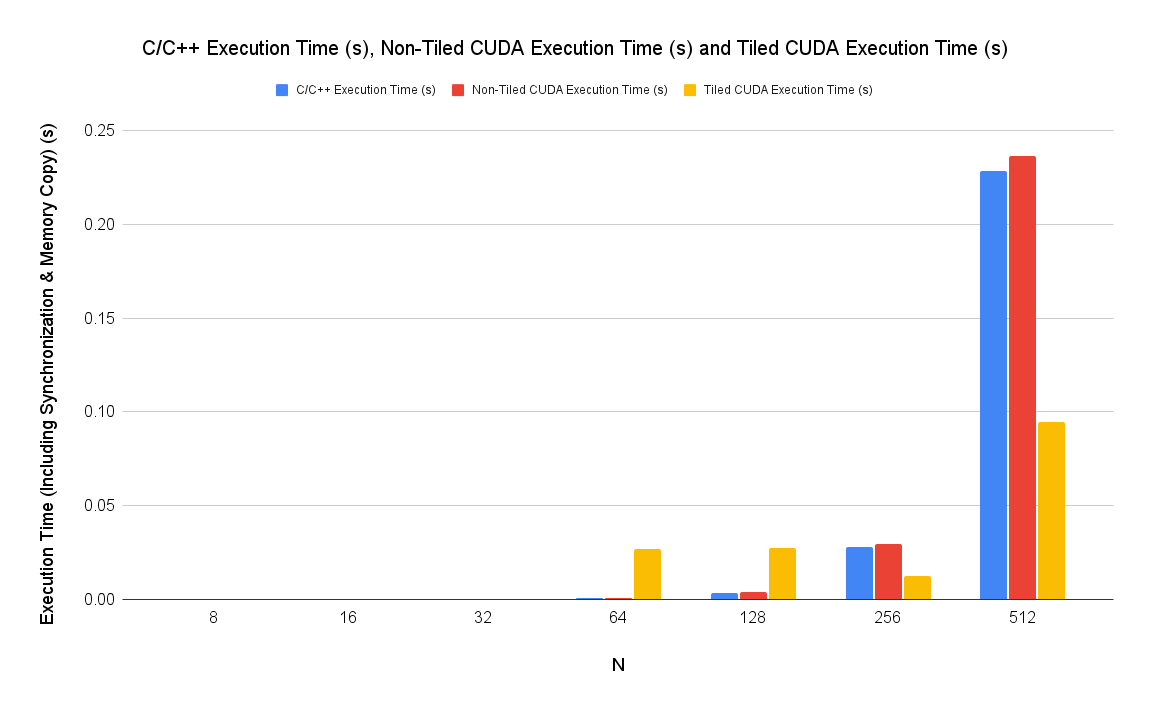 C/C++ Execution Time (s), Non-Tiled CUDA Execution Time (s) and Tiled CUDA Execution Time (s)
C/C++ Execution Time (s) Non-Tiled CUDA Execution Time (s) Tiled CUDA Execution Time (s)
Execution Time (Including Synchronization & Memory Copy) (s)
0.25
0.20
0.15
0.10
0.05
0.00
8 16 32 64 128 256 512
N